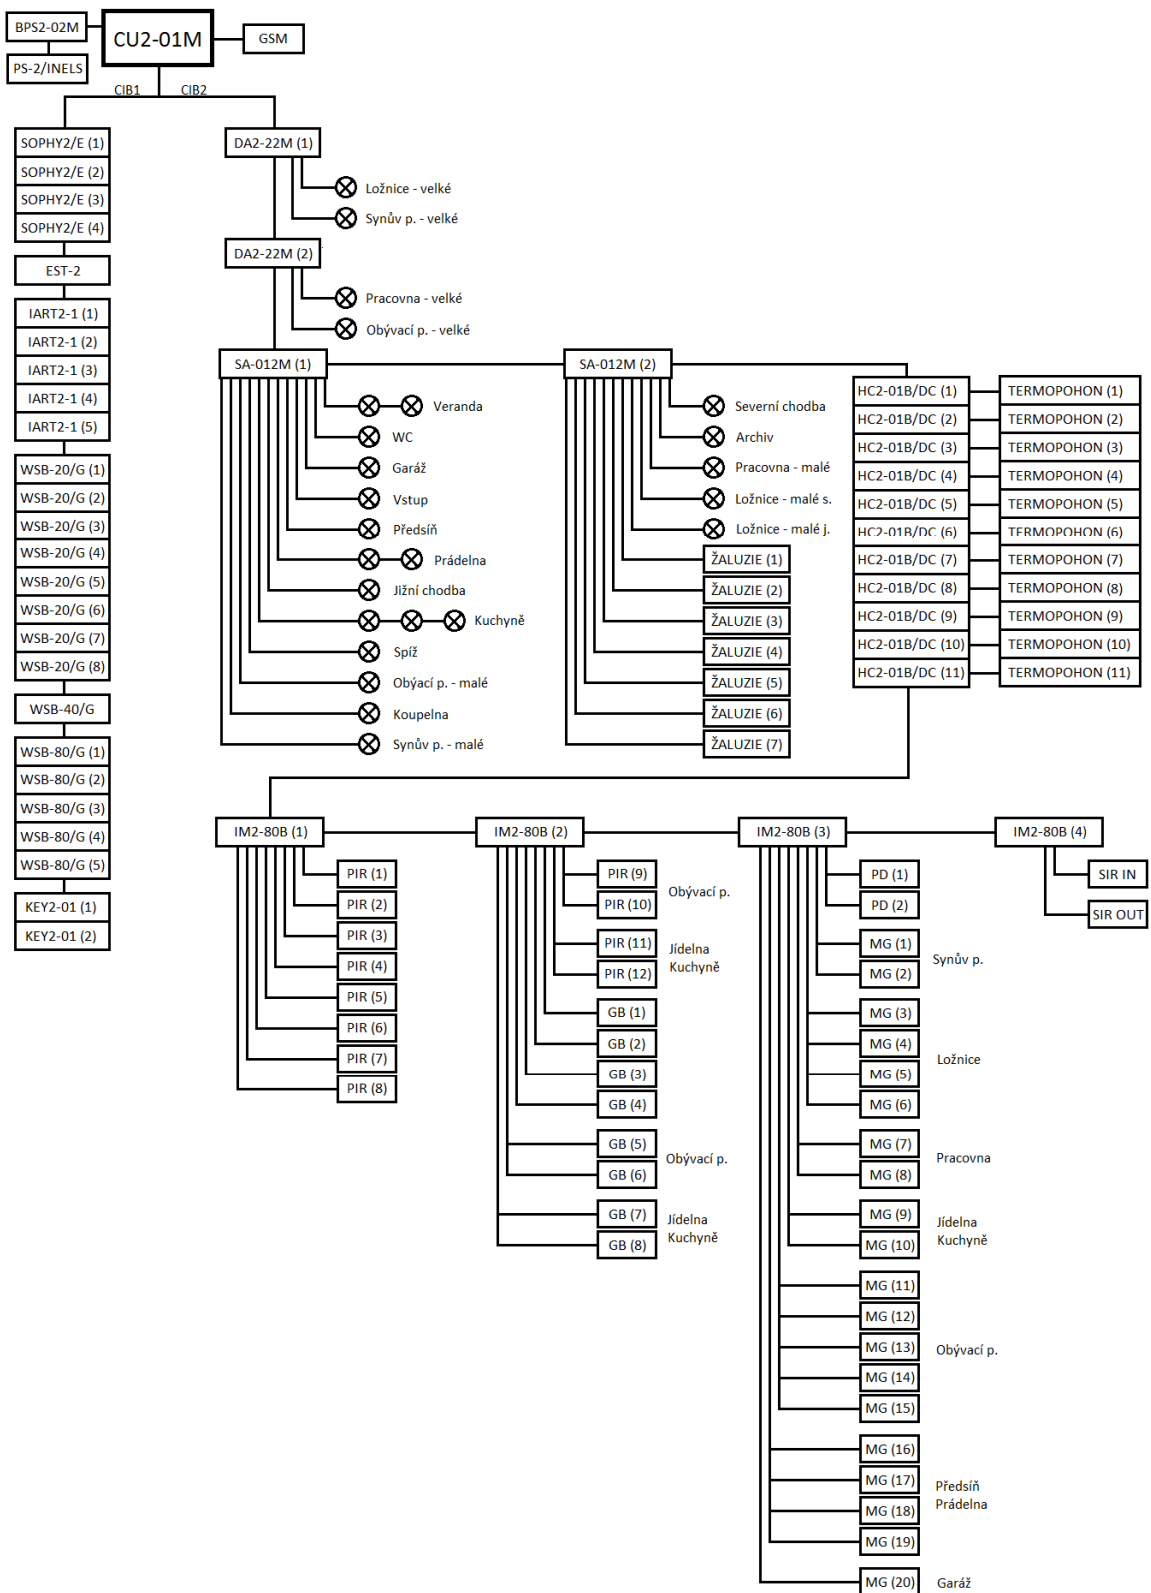 BPS2-02M
CU2-01M
GSM
PS-2/INELS
CIB1
CIB2
SOPHY2/E (1)
SOPHY2/E (2)
SOPHY2/E (3)
SOPHY2/E (4)
EST-2
IART2-1 (1)
IART2-1 (2)
IART2-1 (3)
IART2-1 (4)
IART2-1 (5)
WSB-20/G (1)
WSB-20/G (2)
WSB-20/G (3)
WSB-20/G (4)
WSB-20/G (5)
WSB-20/G (6)
WSB-20/G (7)
WSB-20/G (8)
WSB-40/G
WSB-80/G (1)
WSB-80/G (2)
WSB-80/G (3)
WSB-80/G (4)
WSB-80/G (5)
KEY2-01 (1)
KEY2-01 (2)
DA2-22M (1)
Ložnice - velké
Synův p. - velké
DA2-22M (2)
Pracovna - velké
Obývací p. - velké
SA-012M (1)
Veranda
WC
Garáž
Vstup
Předsíň
Prádelna
Jižní chodba
Kuchyně
Spíž
Obýací p. - malé
Koupelna
Synův p. - malé
SA-012M (2)
Severní chodba
Archiv
Pracovna - malé
Ložnice - malé s.
Ložnice - malé j.
ŽALUZIE (1)
ŽALUZIE (2)
ŽALUZIE (3)
ŽALUZIE (4)
ŽALUZIE (5)
ŽALUZIE (6)
ŽALUZIE (7)
HC2-01B/DC (1)
TERMOPOHON (1)
HC2-01B/DC (2)
TERMOPOHON (2)
HC2-01B/DC (3)
TERMOPOHON (3)
HC2-01B/DC (4)
TERMOPOHON (4)
HC2-01B/DC (5)
TERMOPOHON (5)
HC2-01B/DC (6)
TERMOPOHON (6)
HC2-01B/DC (7)
TERMOPOHON (7)
HC2-01B/DC (8)
TERMOPOHON (8)
HC2-01B/DC (9)
TERMOPOHON (9)
HC2-01B/DC (10)
TERMOPOHON (10)
HC2-01B/DC (11)
TERMOPOHON (11)
IM2-80B (1)
PIR (1)
PIR (2)
PIR (3)
PIR (4)
PIR (5)
PIR (6)
PIR (7)
PIR (8)
IM2-80B (2)
PIR (9)
PIR (10)
Obývací p.
PIR (11)
PIR (12)
Jídelna
Kuchyně
GB (1)
GB (2)
GB (3)
GB (4)
GB (5)
GB (6)
Obývací p.
GB (7)
GB (8)
Jídelna
Kuchyně
IM2-80B (3)
PD (1)
PD (2)
MG (1)
MG (2)
Synův p.
MG (3)
MG (4)
MG (5)
MG (6)
Ložnice
MG (7)
MG (8)
Pracovna
MG (9)
MG (10)
Jídelna
Kuchyně
MG (11)
MG (12)
MG (13)
MG (14)
MG (15)
Obývací p.
MG (16)
MG (17)
MG (18)
MG (19)
Předsíň
Prádelna
MG (20)
Garáž
IM2-80B (4)
SIR IN
SIR OUT